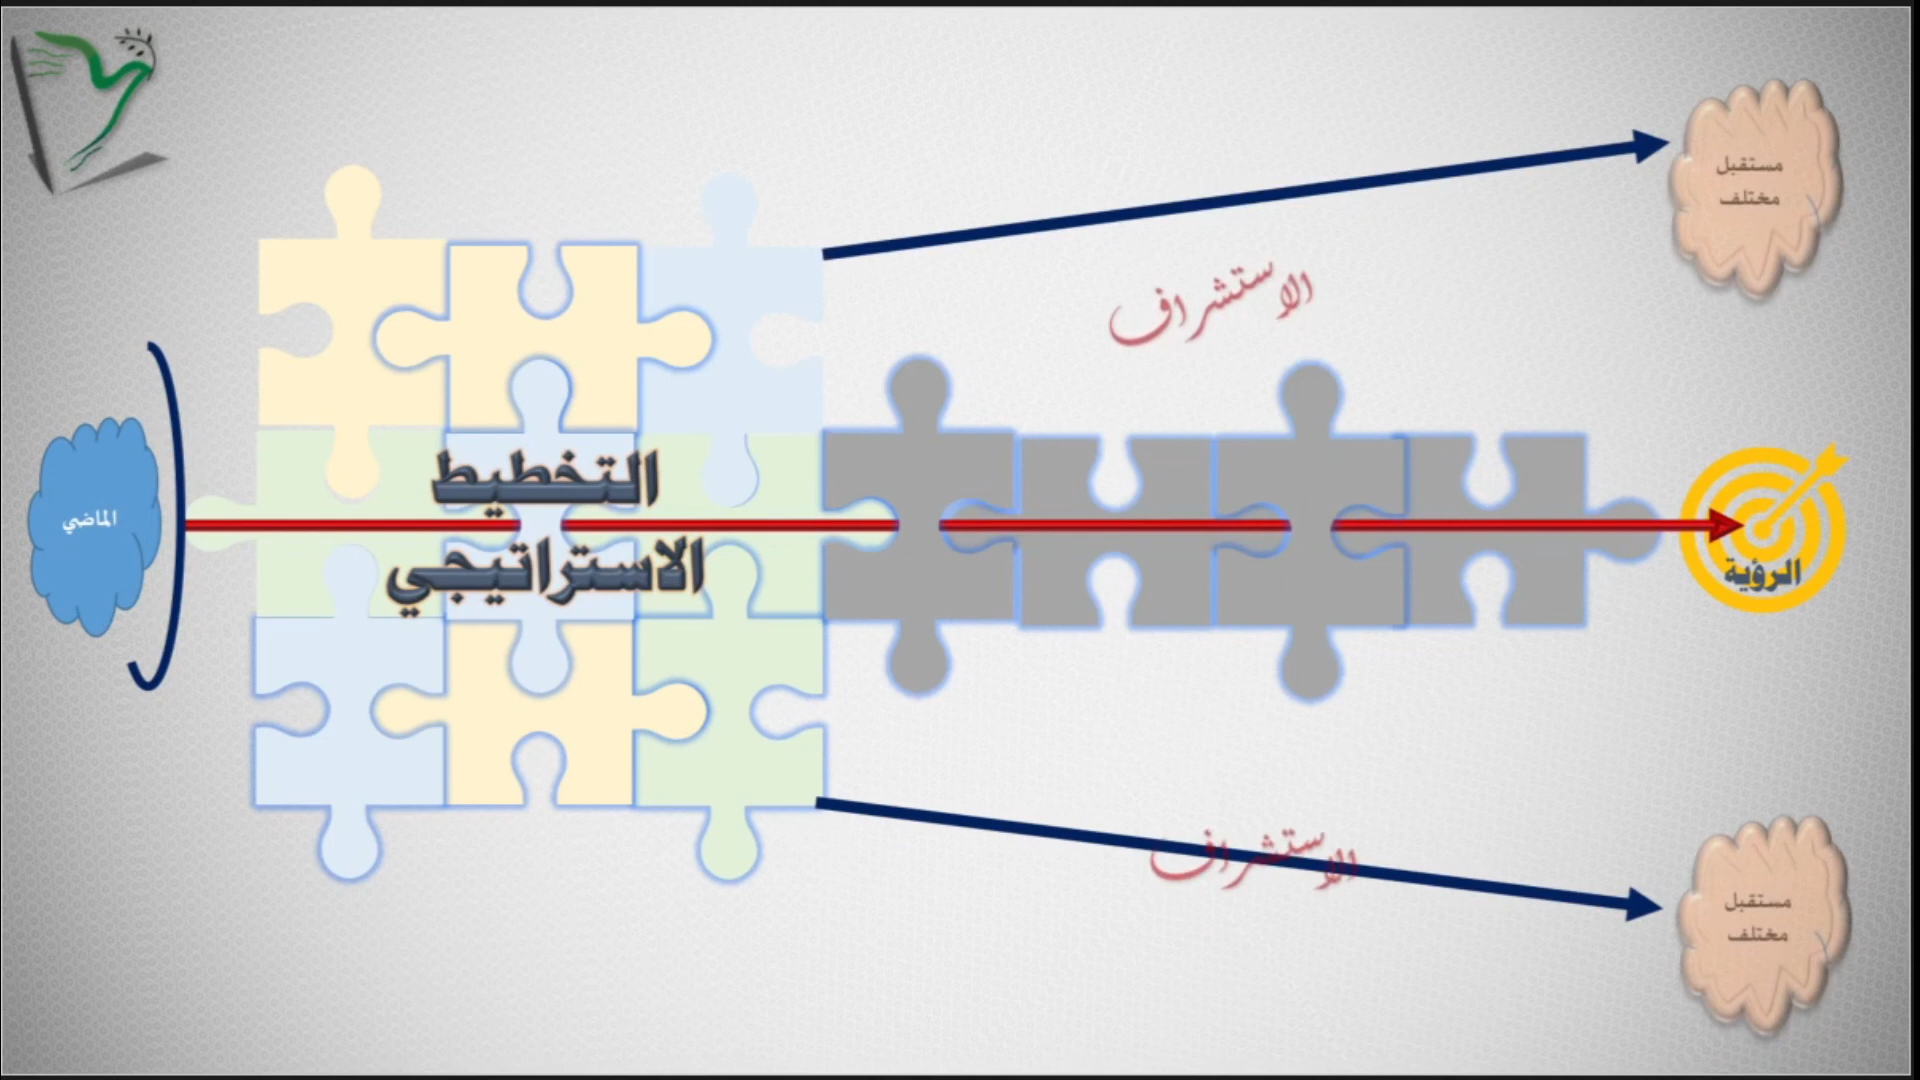 مستقبل
مختلف
الاستشراف
التخطيط
الاستراتيجي
الماضي
الرؤية
الاستشراف
مستقبل
مختلف